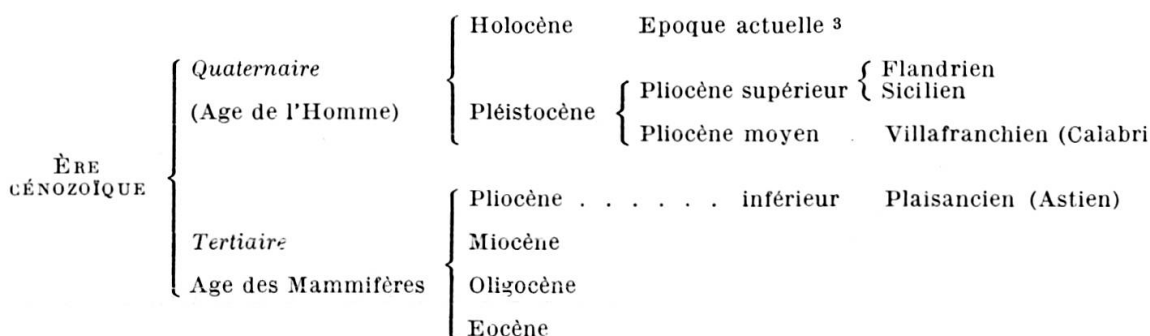 Holocène Epoque actuelle ³
Quaternaire
Flandrien
Pliocène supérieur
Sicilien
(Age de l'Homme)
Pléistocène
Pliocène moyen Villafranchien (Calabri
ÈRE
CÉNOZOÏQUE
Pliocène . . . . . . inférieur Plaisancien (Astien)
Tertiaire
Miocène
Age des Mammifères
Oligocène
Eocène